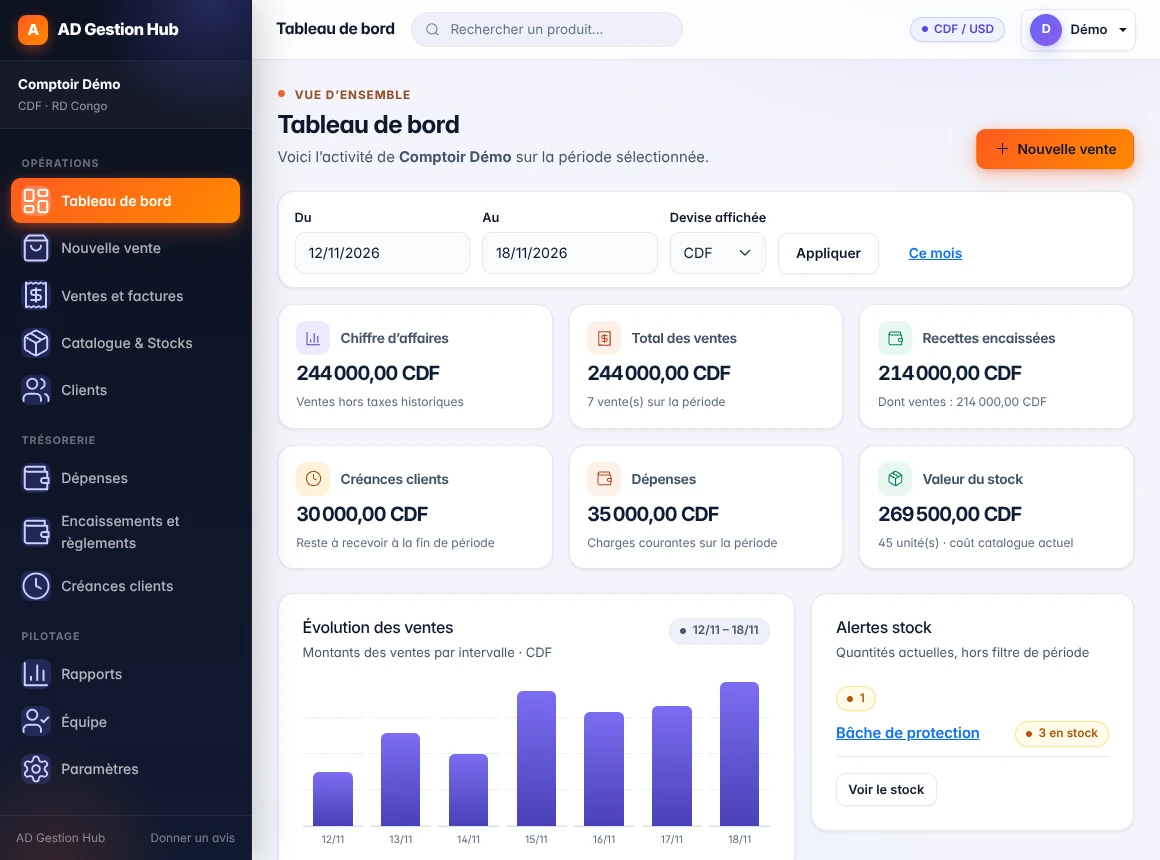 A AD Gestion Hub
Comptoir Démo
CDF · RD Congo
OPÉRATIONS
Tableau de bord
Nouvelle vente
Ventes et factures
Catalogue & Stocks
Clients
TRÉSORERIE
Dépenses
Encaissements et
règlements
Créances clients
PILOTAGE
Rapports
Équipe
Paramètres
AD Gestion Hub Donner un avis
Tableau de bord Rechercher un produit... CDF / USD D Démo
VUE D’ENSEMBLE
Tableau de bord
Voici l’activité de Comptoir Démo sur la période sélectionnée.
Nouvelle vente
Du Au Devise affichée
12/11/2026 18/11/2026 CDF Appliquer Ce mois
Chiffre d’affaires
244 000,00 CDF
Ventes hors taxes historiques
Total des ventes
244 000,00 CDF
7 vente(s) sur la période
Recettes encaissées
214 000,00 CDF
Dont ventes : 214 000,00 CDF
Créances clients
30 000,00 CDF
Reste à recevoir à la fin de période
Dépenses
35 000,00 CDF
Charges courantes sur la période
Valeur du stock
269 500,00 CDF
45 unité(s) · coût catalogue actuel
Évolution des ventes 12/11 – 18/11
Montants des ventes par intervalle · CDF
12/11 13/11 14/11 15/11 16/11 17/11 18/11
Alertes stock
Quantités actuelles, hors filtre de période
1
Bâche de protection 3 en stock
Voir le stock